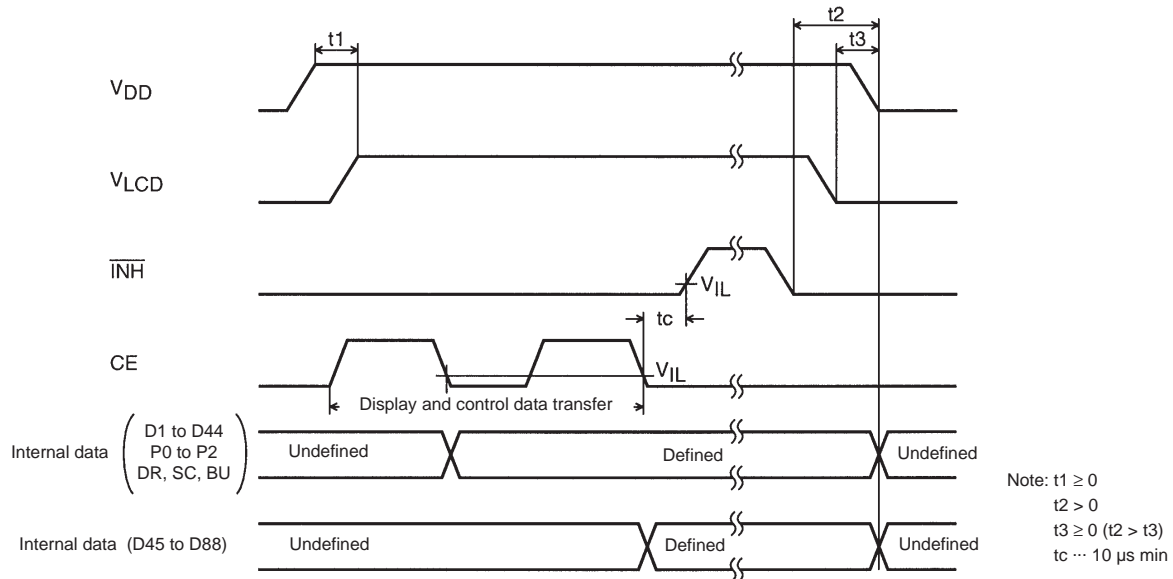 t2
t1
t3
VDD
VLCD
INH
VIL
tc
CE
VIL
Display and control data transfer
Internal data
D1 to D44
P0 to P2
DR, SC, BU
Undefined
Defined
Undefined
Internal data (D45 to D88)
Undefined
Defined
Undefined
Note: t1 ≥ 0
t2 > 0
t3 ≥ 0 (t2 > t3)
tc ··· 10 µs min